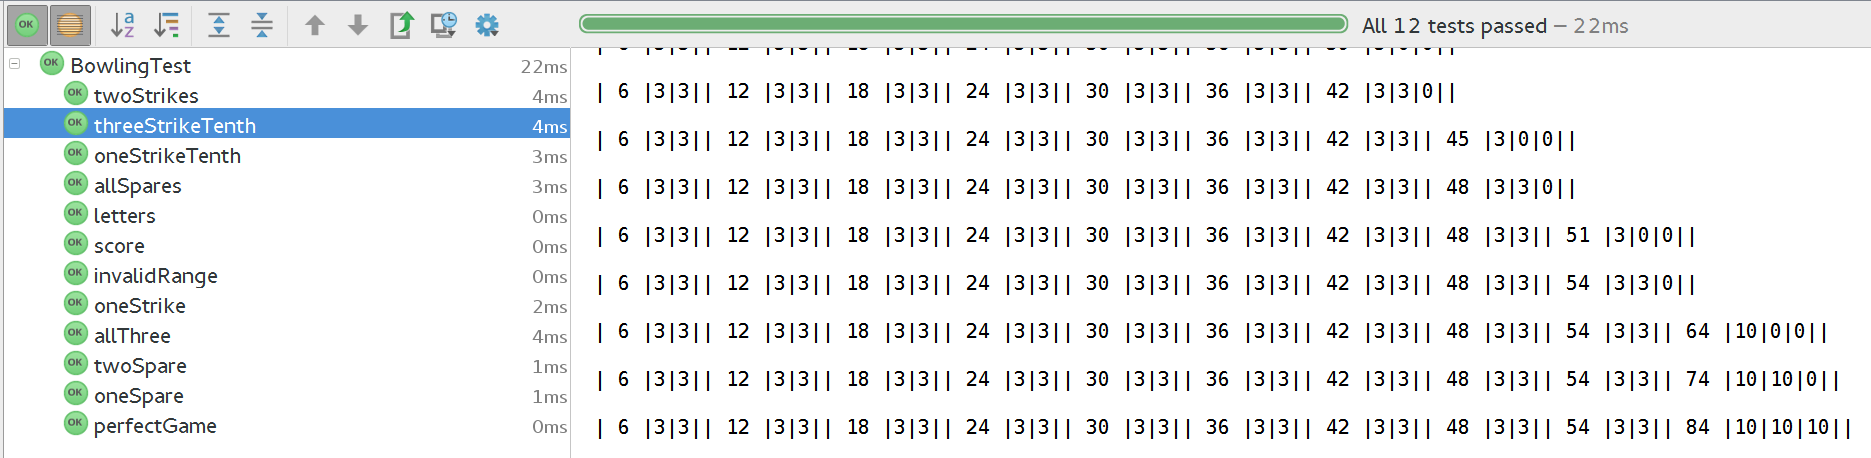 All 12 tests passed – 22ms
OK BowlingTest 22ms
OK twoStrikes 4ms
OK threeStrikeTenth 4ms
OK oneStrikeTenth 3ms
OK allSpares 3ms
OK letters 0ms
OK score 0ms
OK invalidRange 0ms
OK oneStrike 2ms
OK allThree 4ms
OK twoSpare 1ms
OK oneSpare 1ms
OK perfectGame 0ms
| 6 |3|3|| 12 |3|3|| 18 |3|3|| 24 |3|3|| 30 |3|3|| 36 |3|3|| 42 |3|3|0||
| 6 |3|3|| 12 |3|3|| 18 |3|3|| 24 |3|3|| 30 |3|3|| 36 |3|3|| 42 |3|3|| 45 |3|0|0||
| 6 |3|3|| 12 |3|3|| 18 |3|3|| 24 |3|3|| 30 |3|3|| 36 |3|3|| 42 |3|3|| 48 |3|3|0||
| 6 |3|3|| 12 |3|3|| 18 |3|3|| 24 |3|3|| 30 |3|3|| 36 |3|3|| 42 |3|3|| 48 |3|3|| 51 |3|0|0||
| 6 |3|3|| 12 |3|3|| 18 |3|3|| 24 |3|3|| 30 |3|3|| 36 |3|3|| 42 |3|3|| 48 |3|3|| 54 |3|3|0||
| 6 |3|3|| 12 |3|3|| 18 |3|3|| 24 |3|3|| 30 |3|3|| 36 |3|3|| 42 |3|3|| 48 |3|3|| 54 |3|3|| 64 |10|0|0||
| 6 |3|3|| 12 |3|3|| 18 |3|3|| 24 |3|3|| 30 |3|3|| 36 |3|3|| 42 |3|3|| 48 |3|3|| 54 |3|3|| 74 |10|10|0||
| 6 |3|3|| 12 |3|3|| 18 |3|3|| 24 |3|3|| 30 |3|3|| 36 |3|3|| 42 |3|3|| 48 |3|3|| 54 |3|3|| 84 |10|10|10||